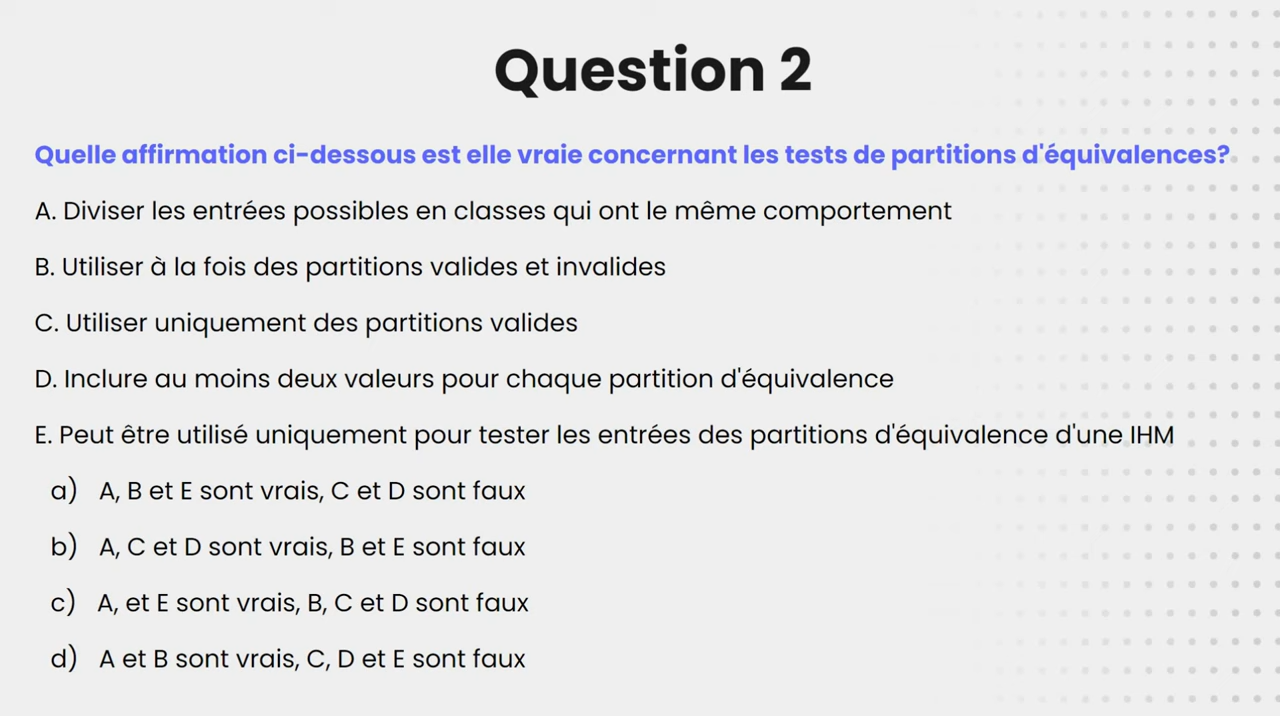 Question 2
Quelle affirmation ci-dessous est elle vraie concernant les tests de partitions d'équivalences?
A. Diviser les entrées possibles en classes qui ont le même comportement
B. Utiliser à la fois des partitions valides et invalides
C. Utiliser uniquement des partitions valides
D. Inclure au moins deux valeurs pour chaque partition d'équivalence
E. Peut être utilisé uniquement pour tester les entrées des partitions d'équivalence d'une IHM
a) A, B et E sont vrais, C et D sont faux
b) A, C et D sont vrais, B et E sont faux
c) A, et E sont vrais, B, C et D sont faux
d) A et B sont vrais, C, D et E sont faux